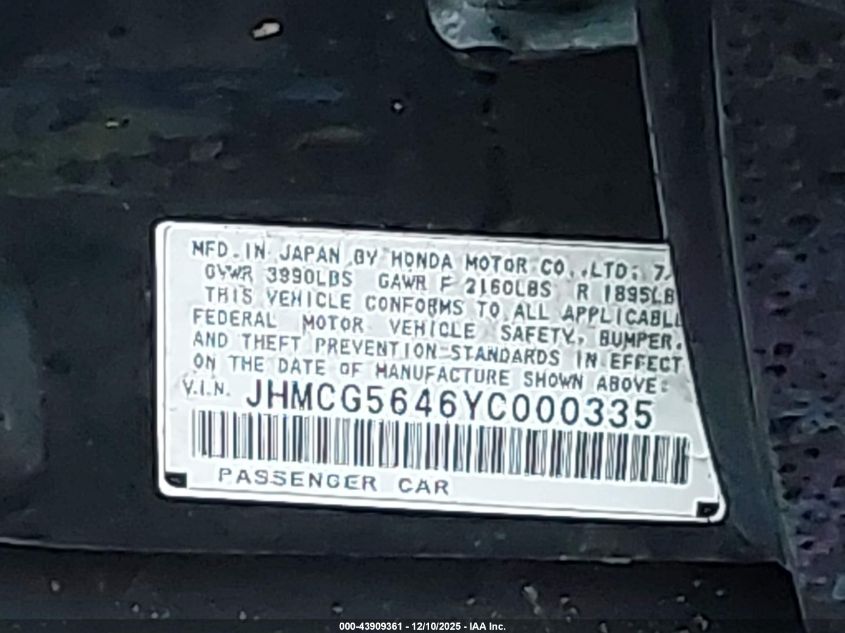 MFD. IN JAPAN BY HONDA MOTOR CO., LTD. 7/
GVWR 3890LBS GAWR F 2160LBS R 1895LB
THIS VEHICLE CONFORMS TO ALL APPLICABLE
FEDERAL MOTOR VEHICLE SAFETY, BUMPER,
AND THEFT PREVENTION STANDARDS IN EFFECT
ON THE DATE OF MANUFACTURE SHOWN ABOVE:
V.I.N. JHMCG5646YC000335
PASSENGER CAR
000-43909361 - 12/10/2025 - IAA Inc.